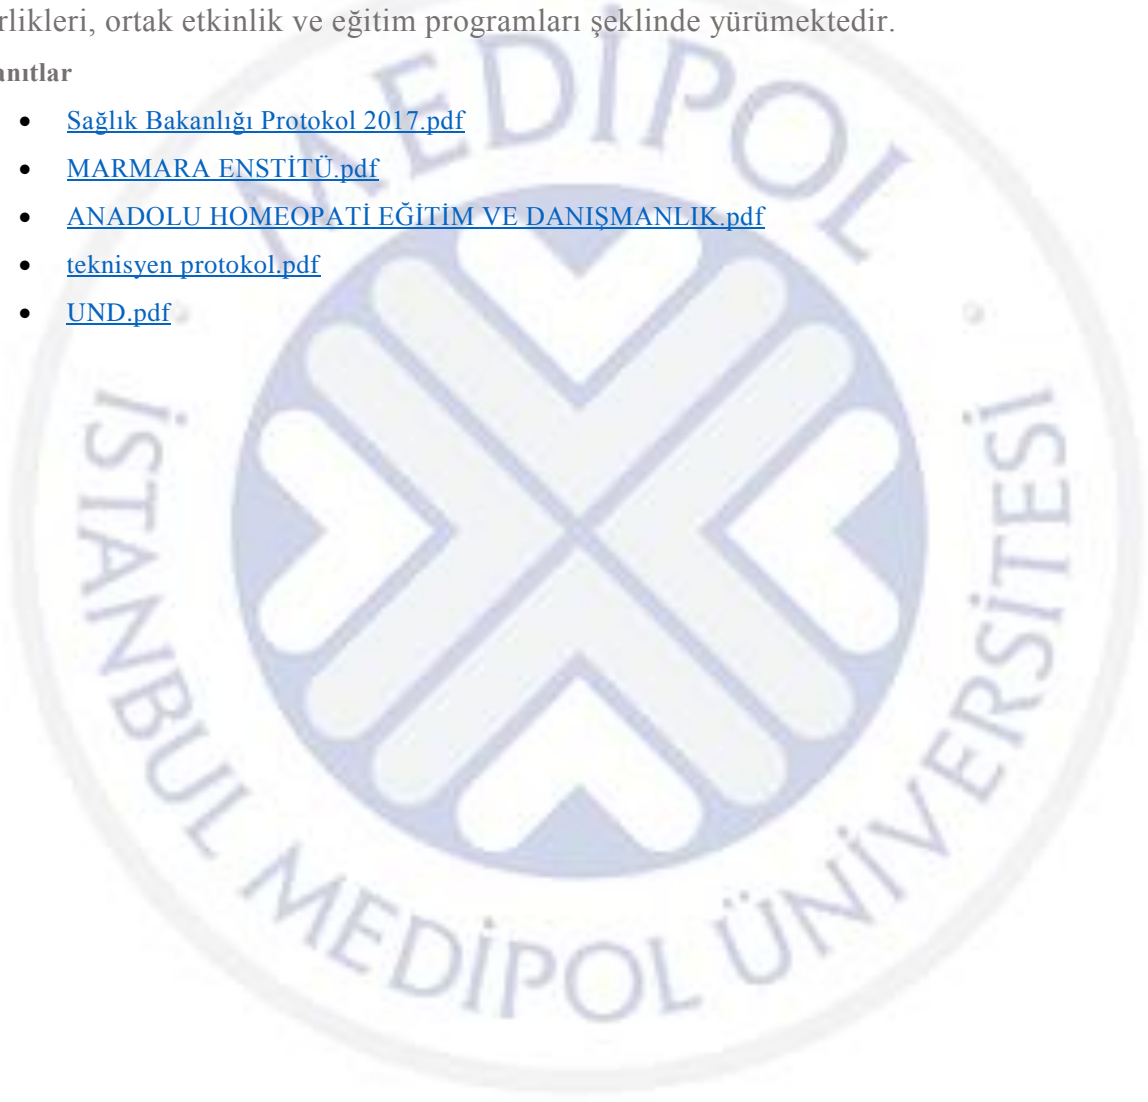 rlikleri, ortak etkinlik ve eğitim programları şeklinde yürümektedir.
anıtlar
• Sağlık Bakanlığı Protokol 2017.pdf
• MARMARA ENSTİTÜ.pdf
• ANADOLU HOMEOPATİ EĞİTİM VE DANIŞMANLIK.pdf
• teknisyen protokol.pdf
• UND.pdf
MEDİPOL
İSTANBUL MEDİPOL ÜNİVERSİTESİ